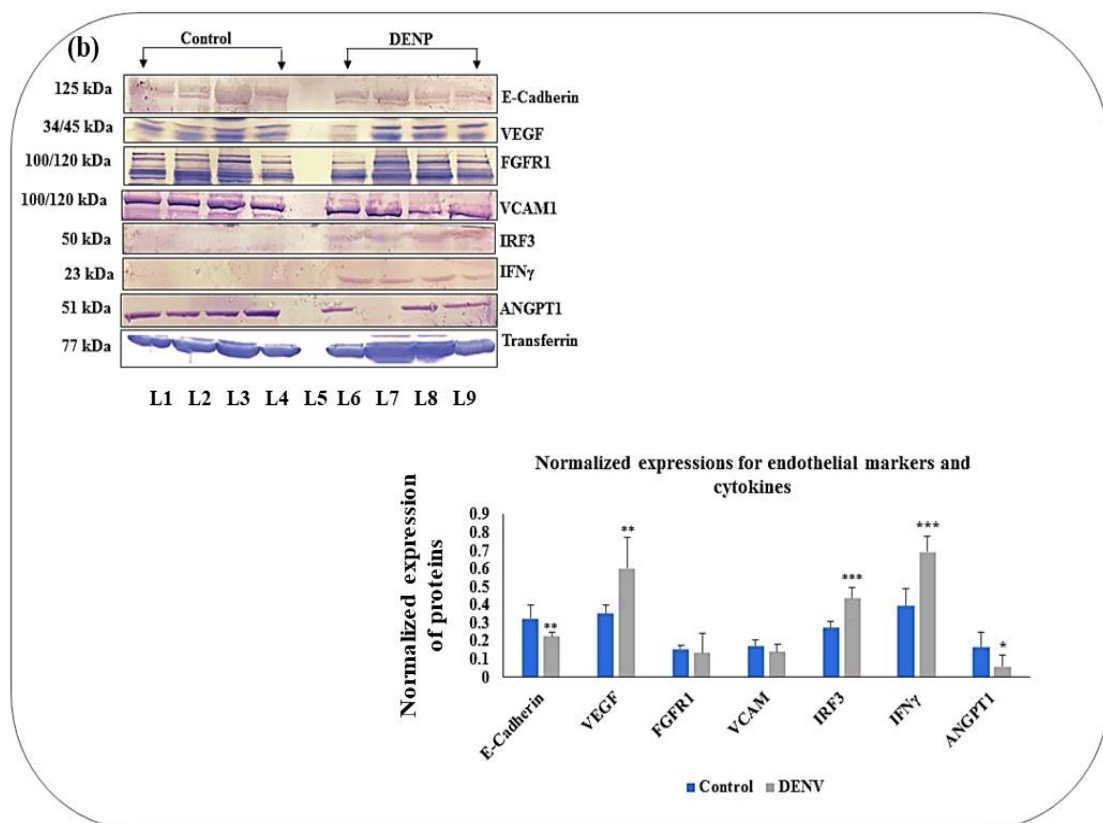 (b)
Control DENP
125 kDa E-Cadherin
34/45 kDa VEGF
100/120 kDa FGFR1
100/120 kDa VCAM1
50 kDa IRF3
23 kDa IFNγ
51 kDa ANGPT1
77 kDa Transferrin
L1 L2 L3 L4 L5 L6 L7 L8 L9
Normalized expressions for endothelial markers and
cytokines
Normalized expression
of proteins
0.9
0.8
0.7
0.6
0.5
0.4
0.3
0.2
0.1
0
**
**
***
***
*
E-Cadherin
VEGF
FGFR1
VCAM
IRF3
IFNγ
ANGPT1
Control DENV